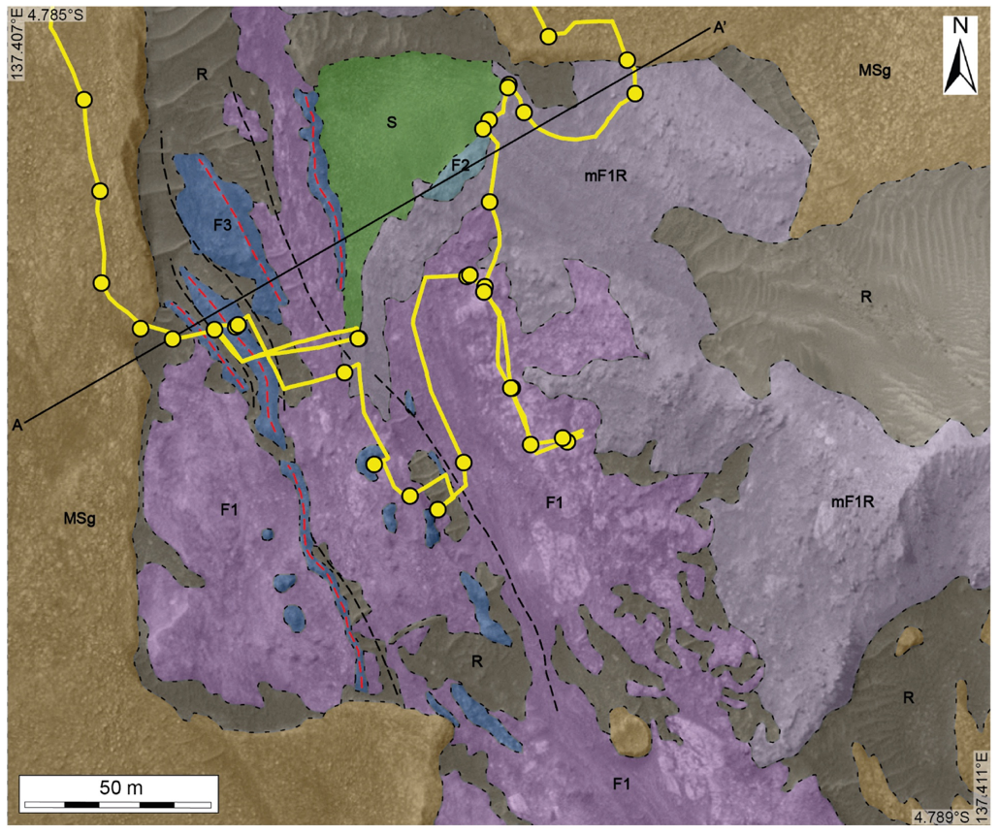 4.785°S
137.407°E
A'
N
R
MSg
S
F2
mF1R
F3
R
A
MSg
F1
F1
mF1R
R
R
50 m
F1
4.789°S
137.411°E